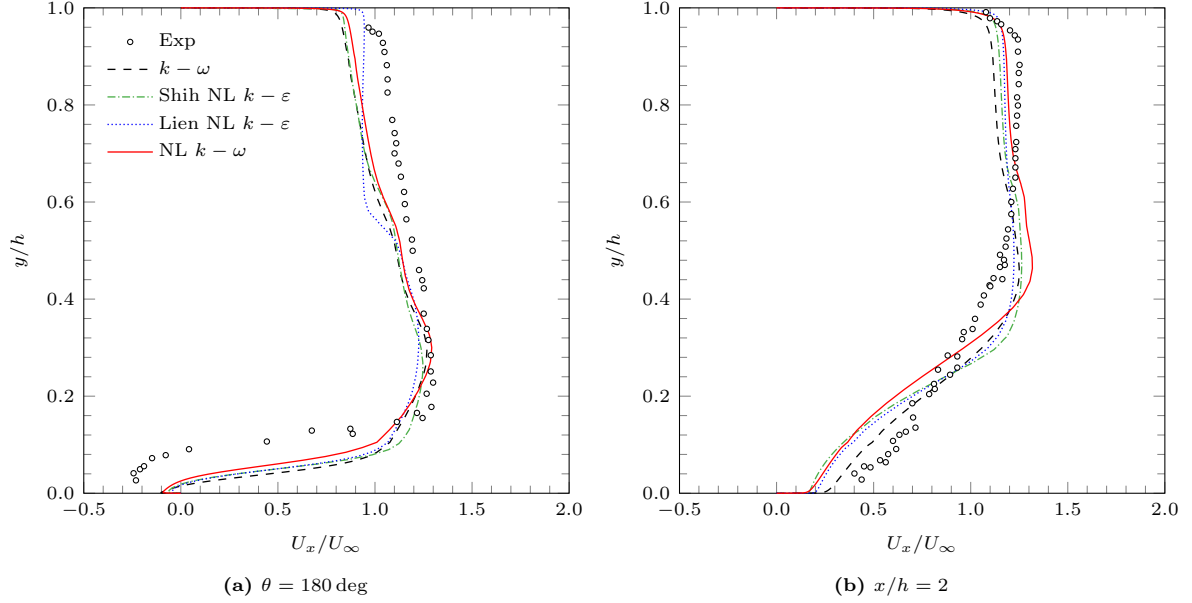 1.0
0.8
0.6
0.4
0.2
0.0
y/h
Exp
k − ω
Shih NL k − ε
Lien NL k − ε
NL k − ω
−0.5 0.0 0.5 1.0 1.5 2.0
U_x/U_∞
(a) θ = 180 deg
1.0
0.8
0.6
0.4
0.2
0.0
y/h
−0.5 0.0 0.5 1.0 1.5 2.0
U_x/U_∞
(b) x/h = 2